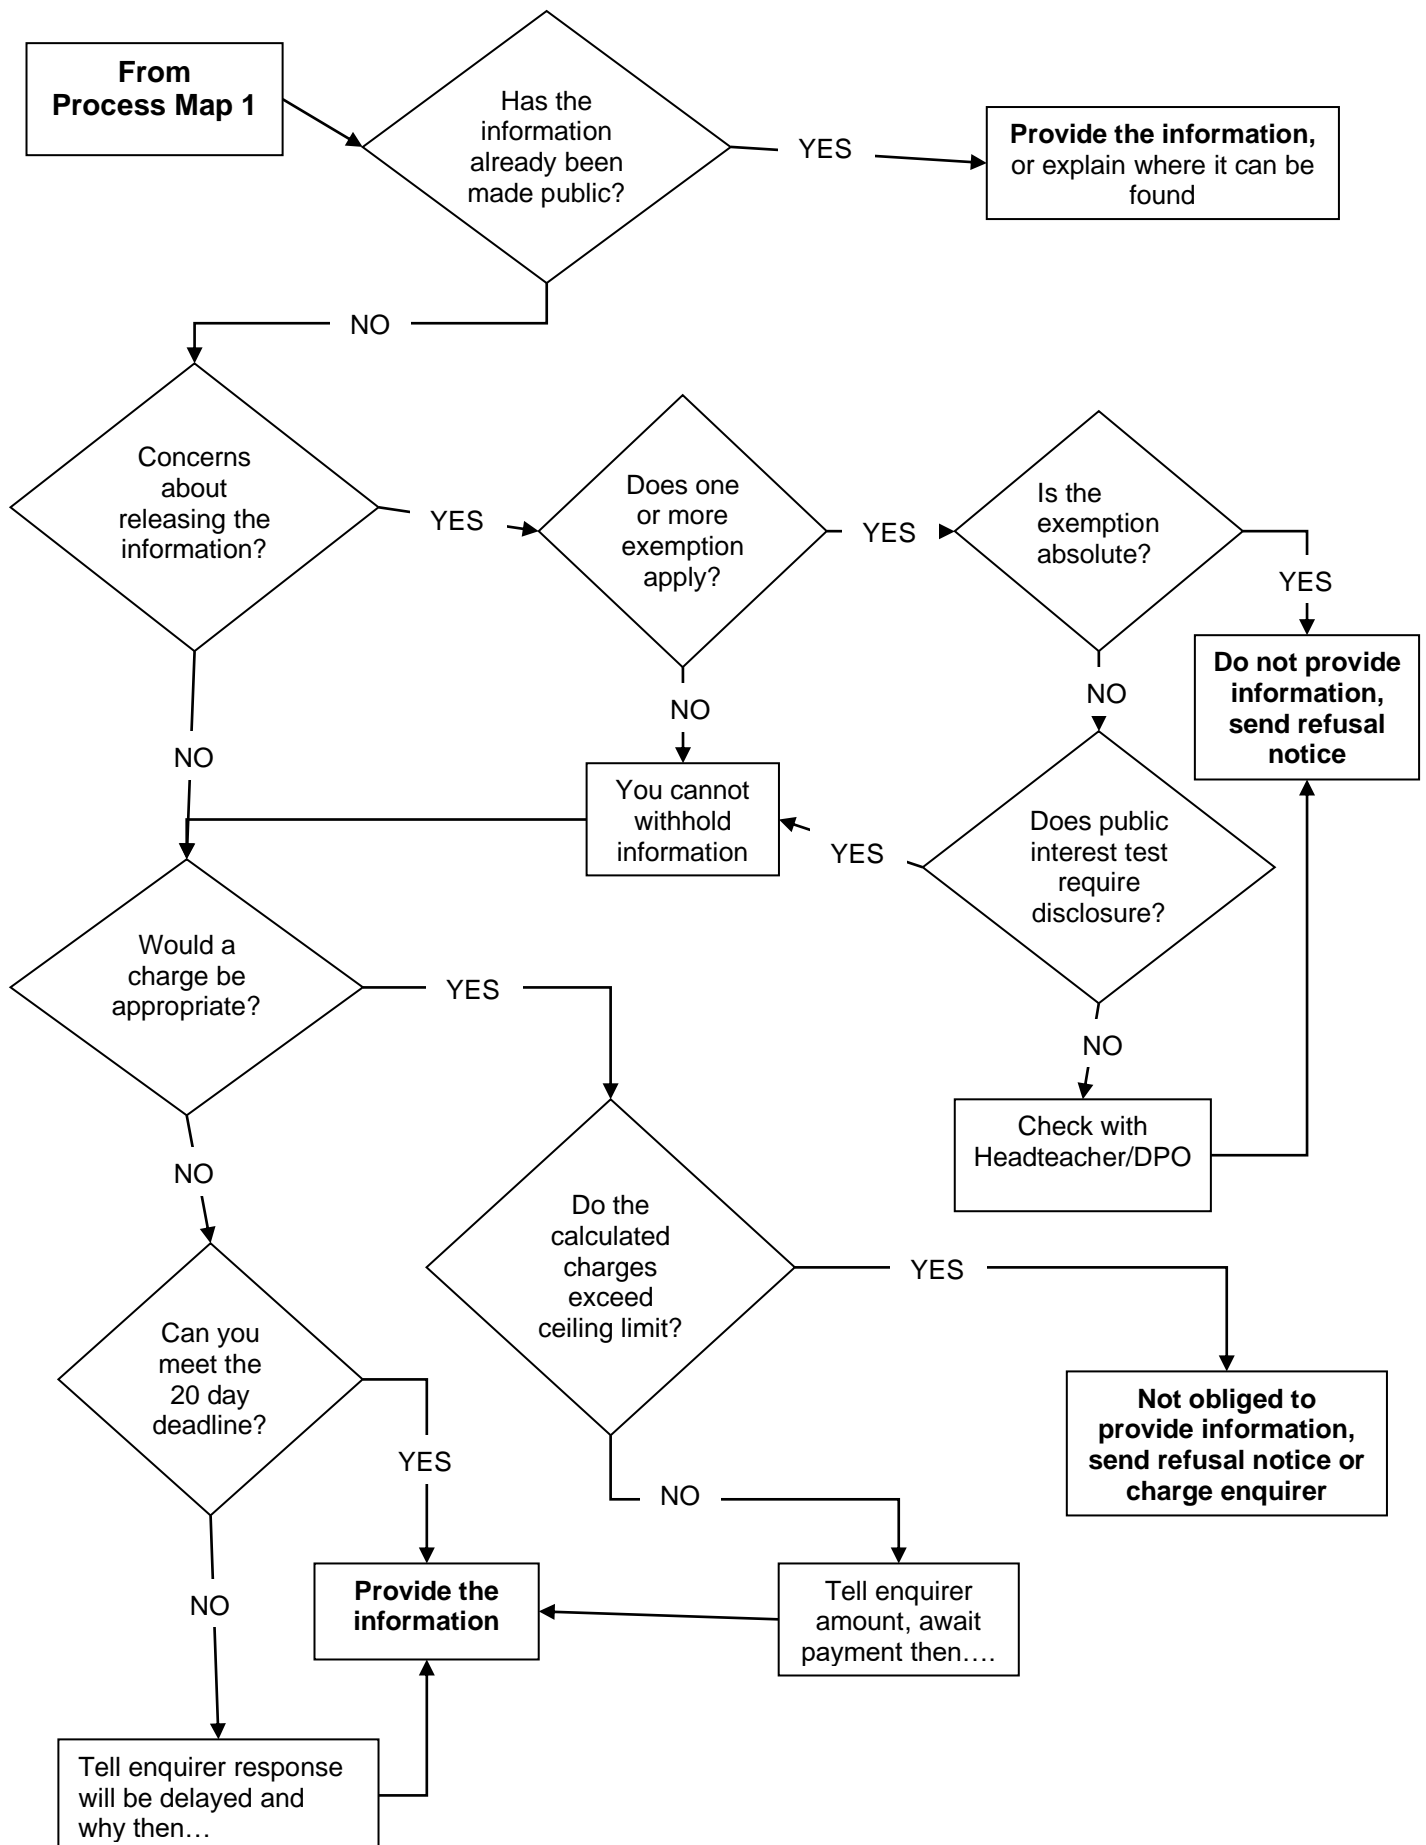 From
Process Map 1
Has the
information
already been
made public?
YES
Provide the information,
or explain where it can be
found
NO
Concerns
about
releasing the
information?
YES
Does one
or more
exemption
apply?
YES
Is the
exemption
absolute?
YES
Do not provide
information,
send refusal
notice
NO
NO
NO
You cannot
withhold
information
YES
Does public
interest test
require
disclosure?
Would a
charge be
appropriate?
YES
NO
Check with
Headteacher/DPO
NO
Do the
calculated
charges
exceed
ceiling limit?
YES
Can you
meet the
20 day
deadline?
Not obliged to
provide information,
send refusal notice or
charge enquirer
YES
NO
NO
Provide the
information
Tell enquirer
amount, await
payment then….
Tell enquirer response
will be delayed and
why then…